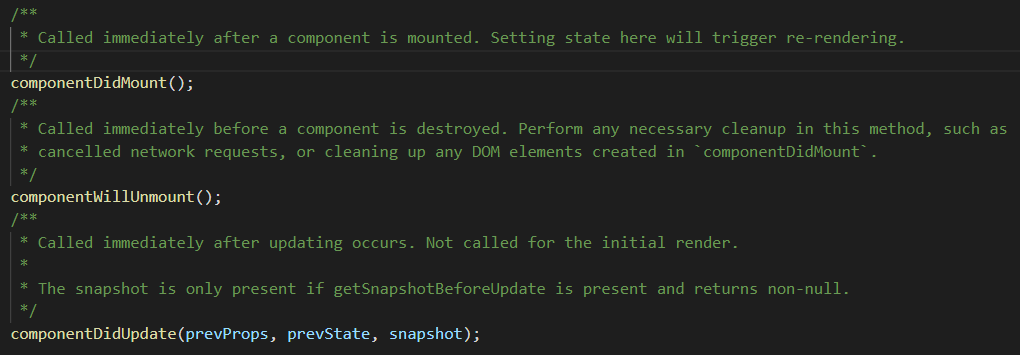 /**
* Called immediately after a component is mounted. Setting state here will trigger re-rendering.
*/
componentDidMount();
/**
* Called immediately before a component is destroyed. Perform any necessary cleanup in this method, such as
* cancelled network requests, or cleaning up any DOM elements created in `componentDidMount`.
*/
componentWillUnmount();
/**
* Called immediately after updating occurs. Not called for the initial render.
*
* The snapshot is only present if getSnapshotBeforeUpdate is present and returns non-null.
*/
componentDidUpdate(prevProps, prevState, snapshot);